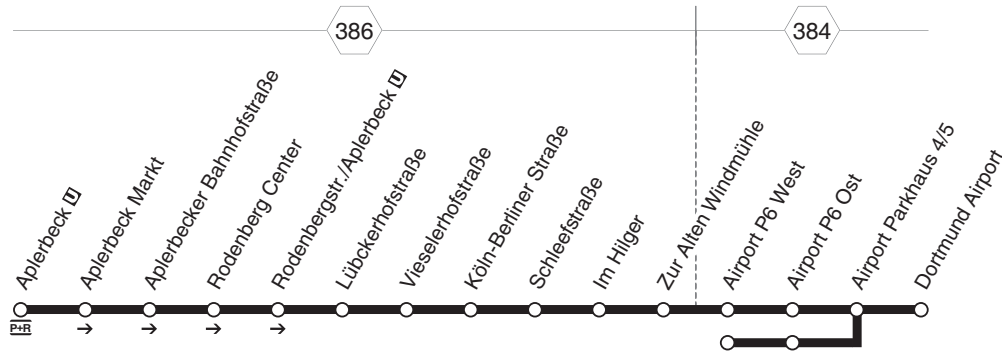 386
384
Aplerbeck U
Aplerbeck Markt
Aplerbecker Bahnhofstraße
Rodenberg Center
Rodenbergstr./Aplerbeck U
Lübckerhofstraße
Vieselerhofstraße
Köln-Berliner Straße
Schleefstraße
Im Hilger
Zur Alten Windmühle
Airport P6 West
Airport P6 Ost
Airport Parkhaus 4/5
Dortmund Airport
P+R